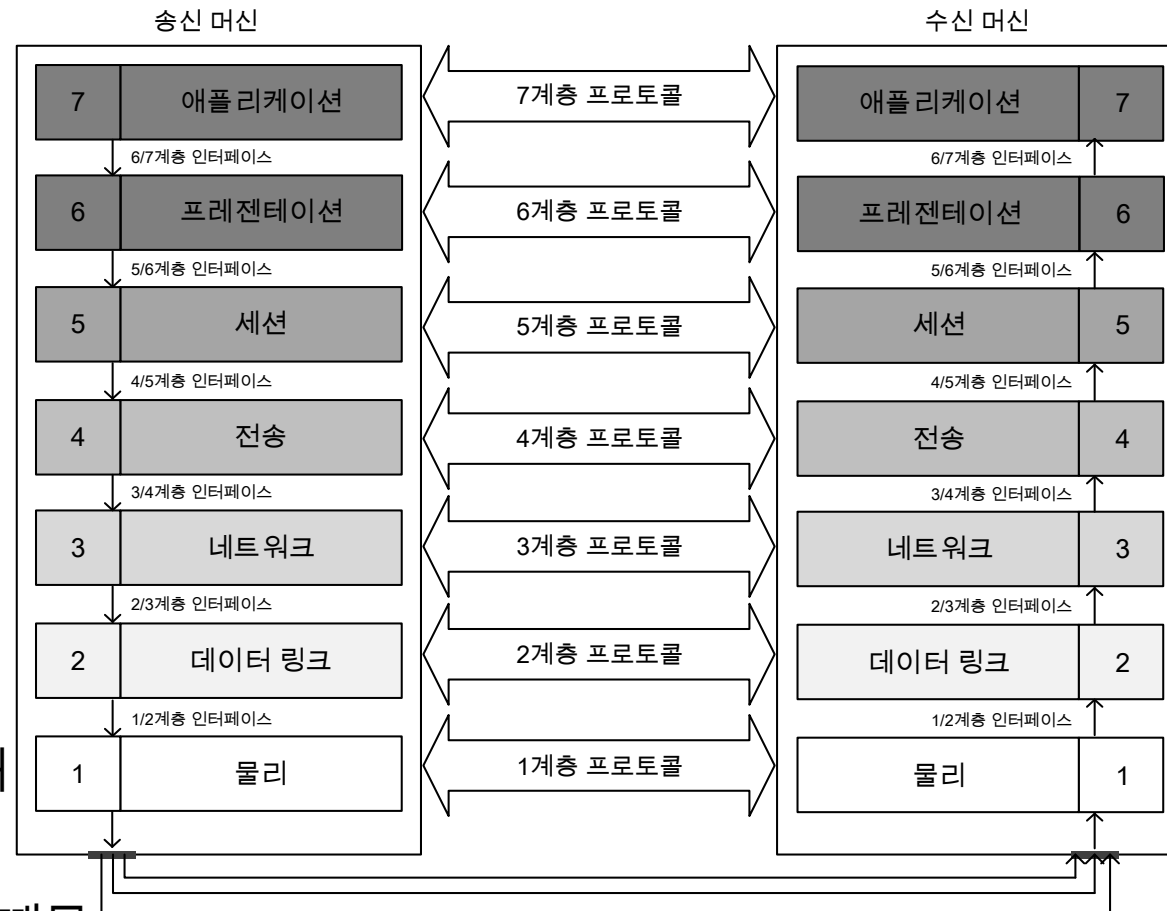 송신 머신
수신 머신
7 애플리케이션
7계층 프로토콜
애플리케이션 7
6/7계층 인터페이스
6/7계층 인터페이스
6 프레젠테이션
6계층 프로토콜
프레젠테이션 6
5/6계층 인터페이스
5/6계층 인터페이스
5 세션
5계층 프로토콜
세션 5
4/5계층 인터페이스
4/5계층 인터페이스
4 전송
4계층 프로토콜
전송 4
3/4계층 인터페이스
3/4계층 인터페이스
3 네트워크
3계층 프로토콜
네트워크 3
2/3계층 인터페이스
2/3계층 인터페이스
2 데이터 링크
2계층 프로토콜
데이터 링크 2
1/2계층 인터페이스
1/2계층 인터페이스
1 물리
1계층 프로토콜
물리 1